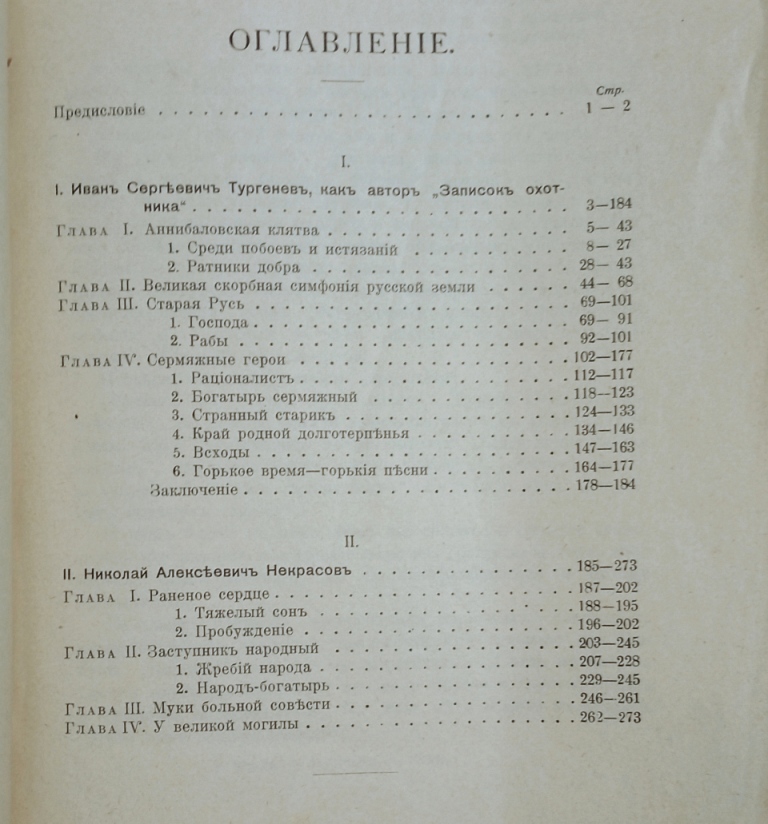 ОГЛАВЛЕНІЕ.
Стр.
Предисловіе . . . . . . . . . . . . . . . . . . . . . . . . . . 1 — 2
I.
I. Иванъ Сергѣевичъ Тургеневъ, какъ авторъ „Записокъ охот-
ника“ . . . . . . . . . . . . . . . . . . . . . . 3—184
Глава I. Аннибаловская клятва . . . . . . . . . . . . . . 5— 43
1. Среди побоевъ и истязаній . . . . . . . . . 8— 27
2. Ратники добра . . . . . . . . . . . . . . 28— 43
Глава II. Великая скорбная симфонія русской земли . . . . . . 44— 68
Глава III. Старая Русь . . . . . . . . . . . . . . . . . . 69—101
1. Господа . . . . . . . . . . . . . . . . . 69— 91
2. Рабы . . . . . . . . . . . . . . . . . . 92—101
Глава IV. Сермяжные герои . . . . . . . . . . . . . . . . 102—177
1. Раціоналистъ . . . . . . . . . . . . . . . 112—117
2. Богатырь сермяжный . . . . . . . . . . . 118—123
3. Странный старикъ . . . . . . . . . . . . . 124—133
4. Край родной долготерпѣнья . . . . . . . . . 134—146
5. Всходы . . . . . . . . . . . . . . . . . . 147—163
6. Горькое время—горькія пѣсни . . . . . . . . 164—177
Заключеніе . . . . . . . . . . . . . . . . . . . 178—184
II.
II. Николай Алексѣевичъ Некрасовъ . . . . . . . . . . . . 185—273
Глава I. Раненое сердце . . . . . . . . . . . . . . . . . 187—202
1. Тяжелый сонъ . . . . . . . . . . . . . . 188—195
2. Пробужденіе . . . . . . . . . . . . . . . 196—202
Глава II. Заступник народный . . . . . . . . . . . . . 203—245
1. Жребій народа . . . . . . . . . . . . . . 207—228
2. Народъ-богатырь . . . . . . . . . . . . . 229—245
Глава III. Муки больной совѣсти . . . . . . . . . . . . . 246—261
Глава IV. У великой могилы . . . . . . . . . . . . . . . 262—273